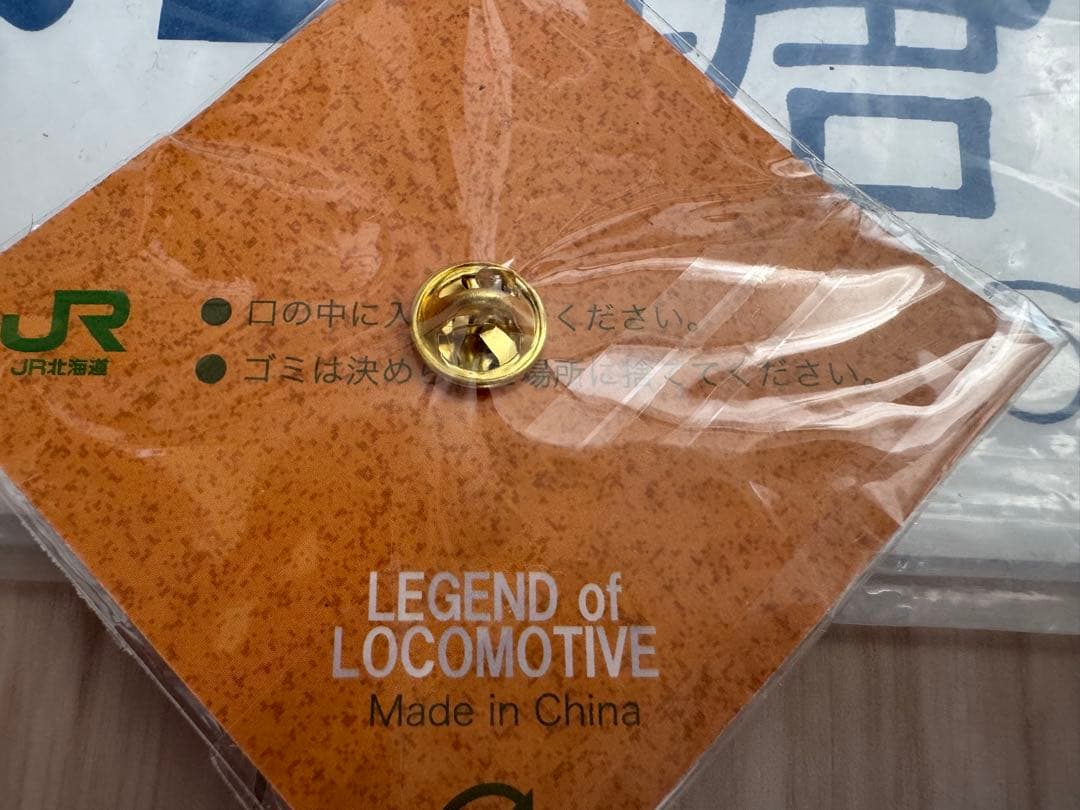 JR
JR北海道
● 口の中に入 ください。
● ゴミは決め 場所に捨ててください。
LEGEND of
LOCOMOTIVE
Made in China